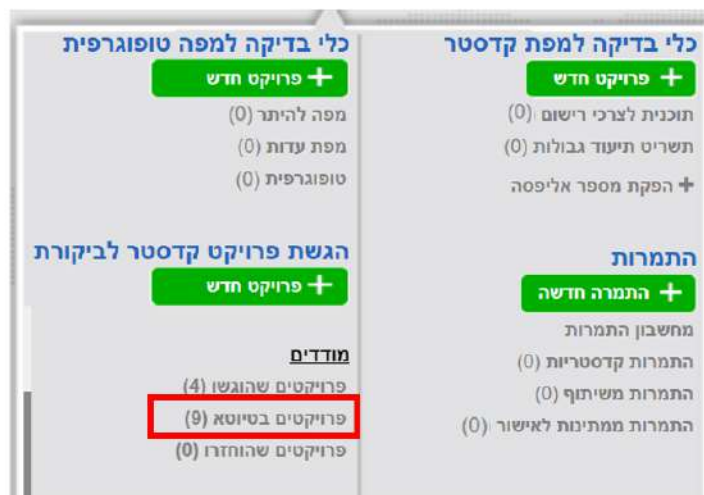 כלי בדיקה למפת קדסטר
+ פרויקט חדש
תוכנית לצרכי רישום (0)
תשריט תיעוד גבולות (0)
+ הפקת מספר אליפסה
התמרות
+ התמרה חדשה
מחשבון התמרות
התמרות קדסטריות (0)
התמרות משיתוף (0)
התמרות ממתינות לאישור (0)
כלי בדיקה למפה טופוגרפית
+ פרויקט חדש
מפה להיתר (0)
מפת עדות (0)
טופוגרפית (0)
הגשת פרויקט קדסטר לביקורת
+ פרויקט חדש
מודדים
פרויקטים שהוגשו (4)
פרויקטים בטיוטא (9)
פרויקטים שהוחזרו (0)